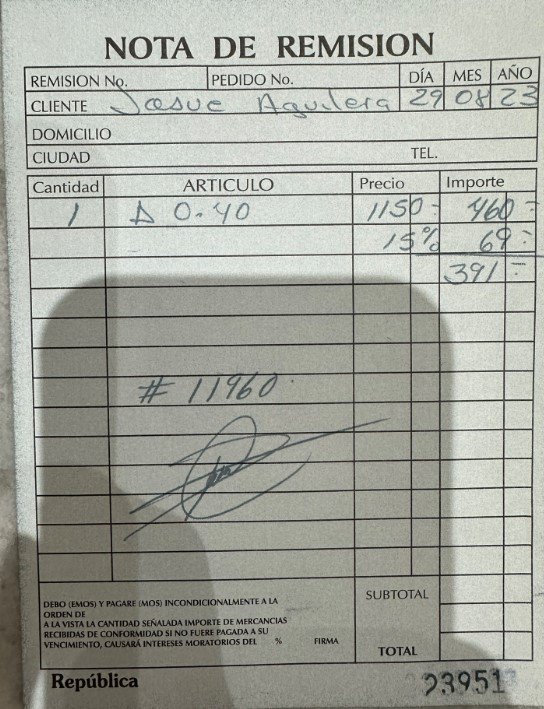 NOTA DE REMISION
REMISION No. PEDIDO No. DÍA MES AÑO
CLIENTE Josue Aguilera 29 08 23
DOMICILIO
CIUDAD TEL.
Cantidad ARTICULO Precio Importe
1 A 0.40 1150- 460-
15% 69-
391-
# 11960.
DEBO (EMOS) Y PAGARE (MOS) INCONDICIONALMENTE A LA
ORDEN DE
A LA VISTA LA CANTIDAD SEÑALADA IMPORTE DE MERCANCIAS
RECIBIDAS DE CONFORMIDAD SI NO FUERE PAGADA A SU
VENCIMIENTO, CAUSARÁ INTERESES MORATORIOS DEL % FIRMA
SUBTOTAL
TOTAL
República 23951